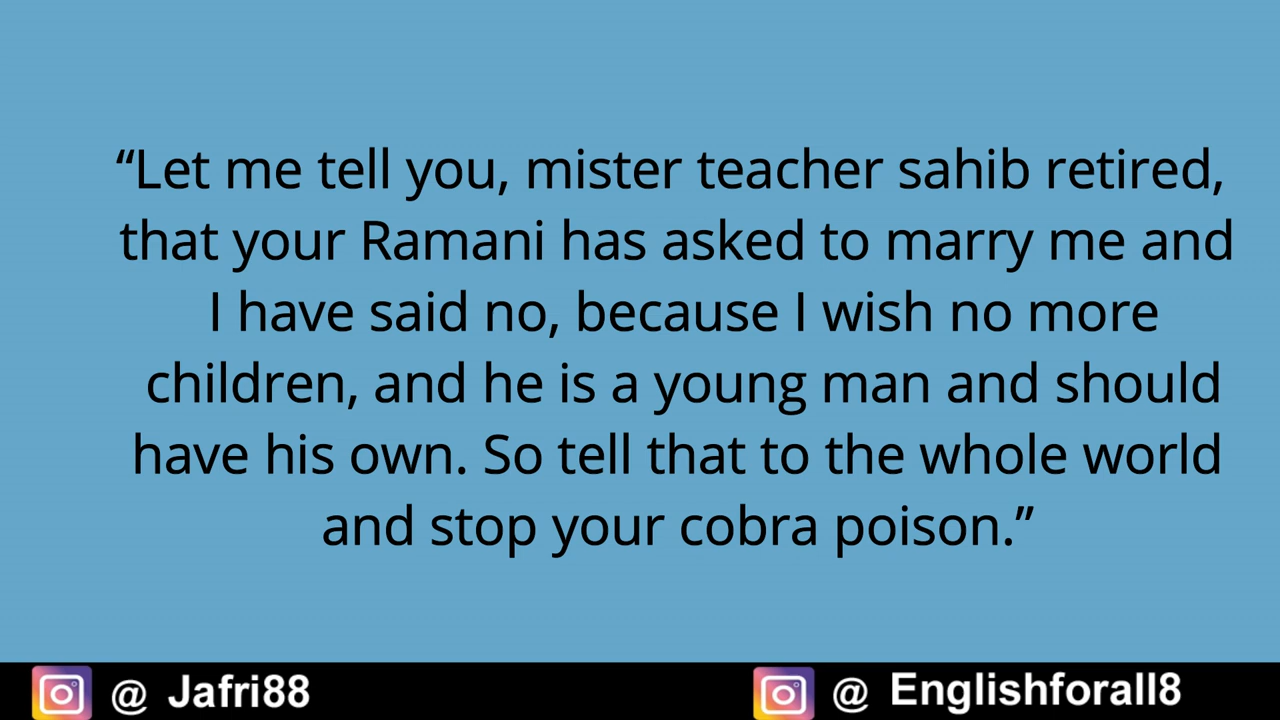 “Let me tell you, mister teacher sahib retired,
that your Ramani has asked to marry me and
I have said no, because I wish no more
children, and he is a young man and should
have his own. So tell that to the whole world
and stop your cobra poison.”
@ Jafri88
@ Englishforall8